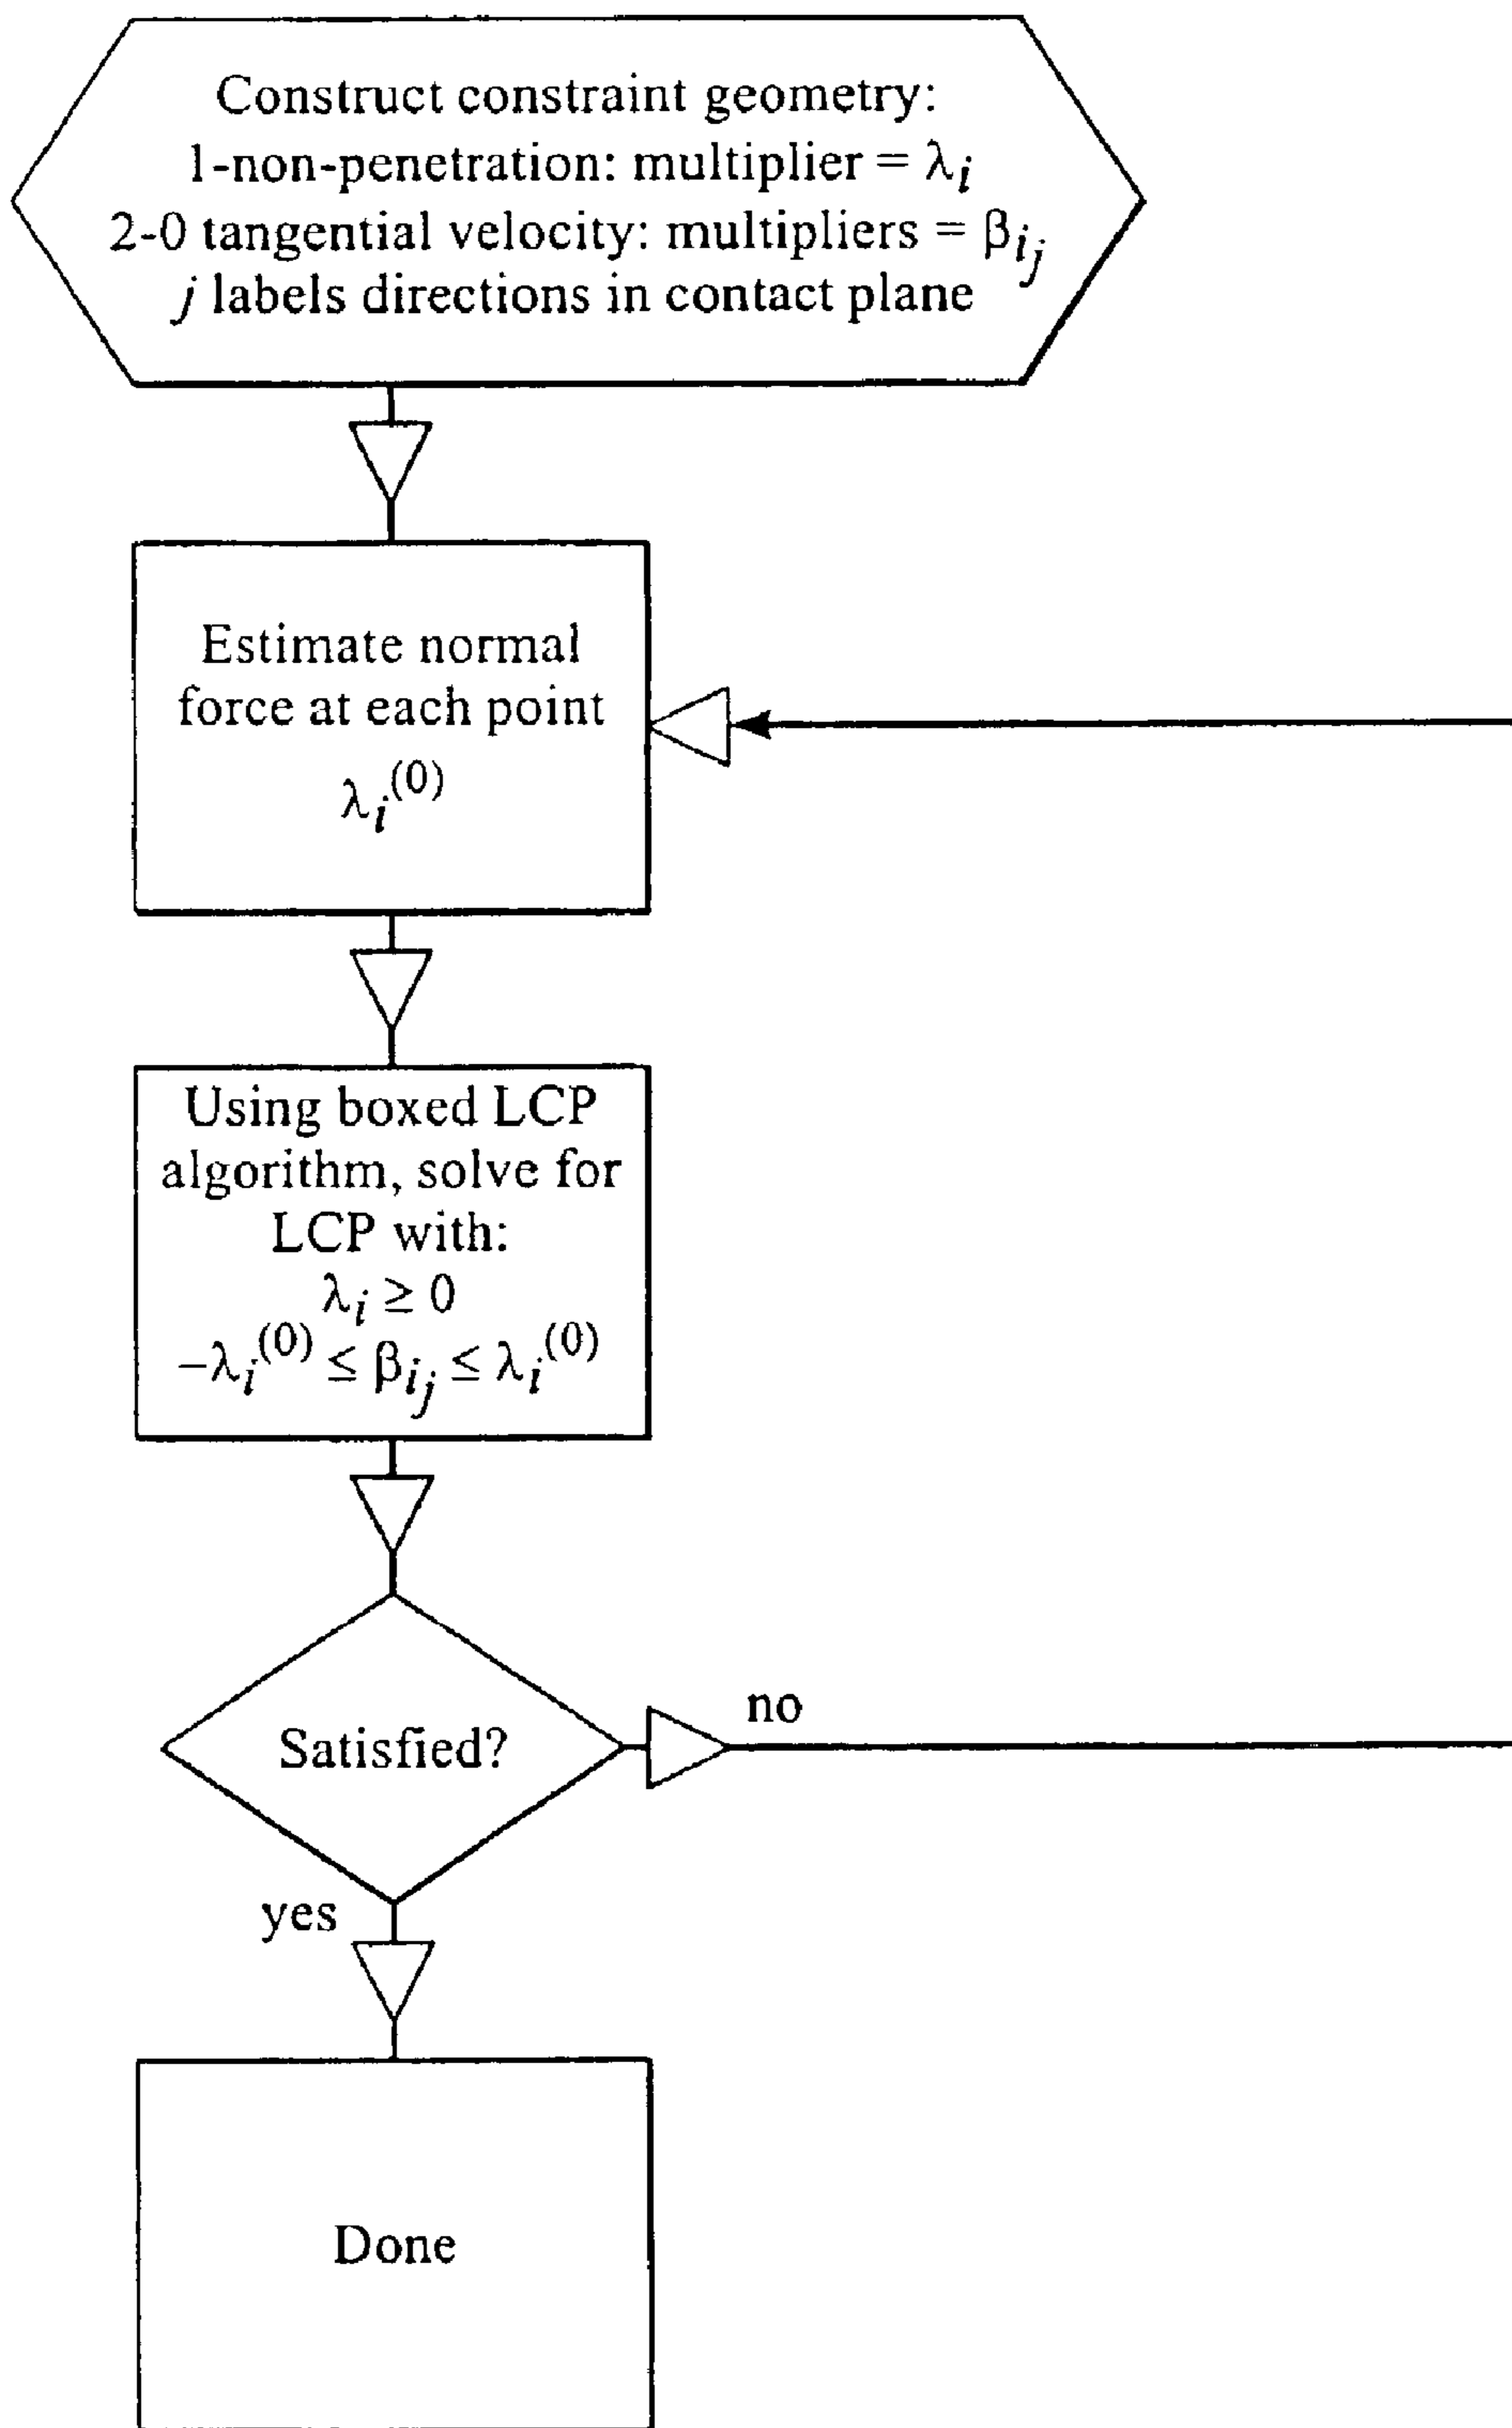 Construct constraint geometry:
1-non-penetration: multiplier = λᵢ
2-0 tangential velocity: multipliers = βᵢⱼ
j labels directions in contact plane
Estimate normal
force at each point
λᵢ⁽⁰⁾
Using boxed LCP
algorithm, solve for
LCP with:
λᵢ ≥ 0
−λᵢ⁽⁰⁾ ≤ βᵢⱼ ≤ λᵢ⁽⁰⁾
Satisfied?
no
yes
Done